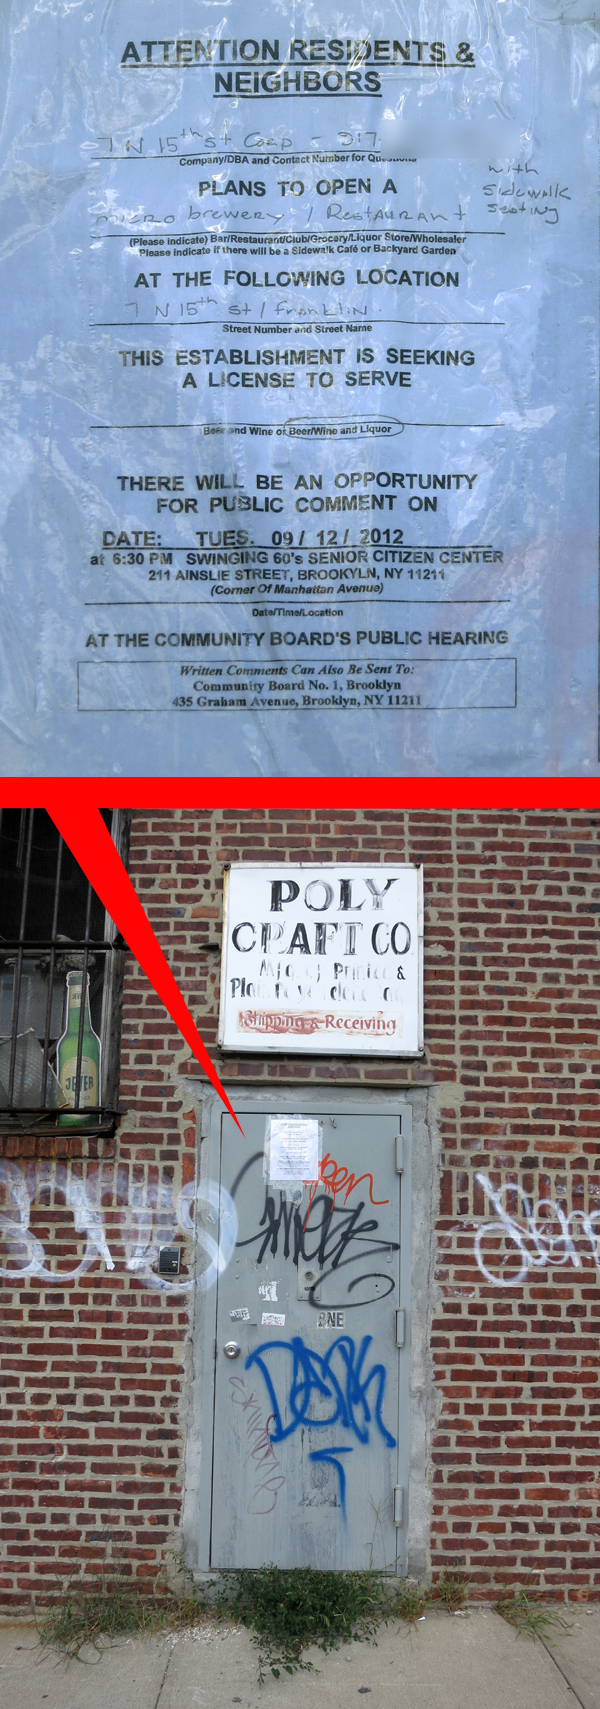 ATTENTION RESIDENTS &
NEIGHBORS
7 N 15th St Corp - 917
Company/DBA and Contact Number for Questions
with
sidewalk
seating
PLANS TO OPEN A
micro brewery / Restaurant
(Please indicate) Bar/Restaurant/Club/Grocery/Liquor Store/Wholesaler
Please indicate if there will be a Sidewalk Café or Backyard Garden
AT THE FOLLOWING LOCATION
7 N 15th St / Franklin
Street Number and Street Name
THIS ESTABLISHMENT IS SEEKING
A LICENSE TO SERVE
Beer and Wine or Beer/Wine and Liquor
THERE WILL BE AN OPPORTUNITY
FOR PUBLIC COMMENT ON
DATE: TUES. 09/ 12/ 2012
at 6:30 PM SWINGING 60's SENIOR CITIZEN CENTER
211 AINSLIE STREET, BROOKYLN, NY 11211
(Corner Of Manhattan Avenue)
Date/Time/Location
AT THE COMMUNITY BOARD'S PUBLIC HEARING
Written Comments Can Also Be Sent To:
Community Board No. 1, Brooklyn
435 Graham Avenue, Brooklyn, NY 11211
POLY
CRAFT CO
Shipping & Receiving
JEVER
BNE
DARK